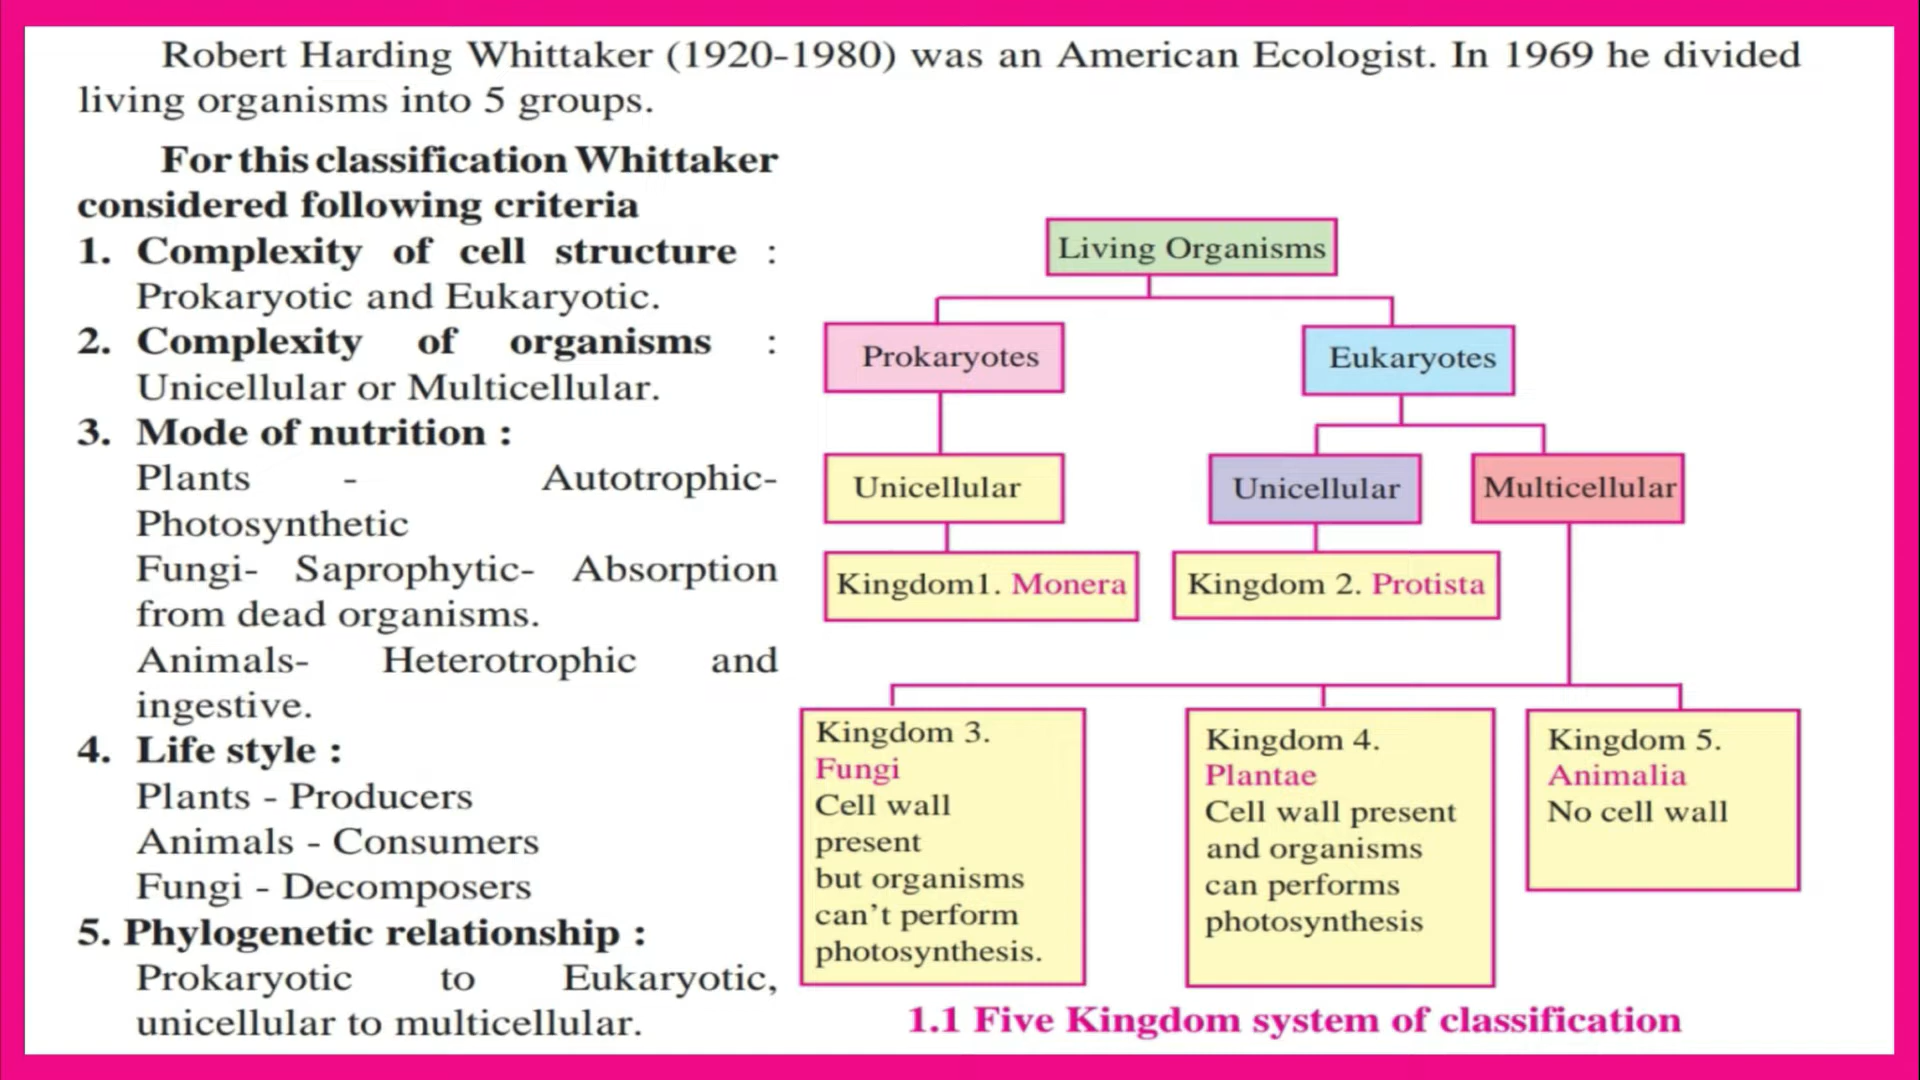 Robert Harding Whittaker (1920-1980) was an American Ecologist. In 1969 he divided
living organisms into 5 groups.
For this classification Whittaker
considered following criteria
1. Complexity of cell structure :
Prokaryotic and Eukaryotic.
2. Complexity of organisms :
Unicellular or Multicellular.
3. Mode of nutrition :
Plants - Autotrophic-
Photosynthetic
Fungi- Saprophytic- Absorption
from dead organisms.
Animals- Heterotrophic and
ingestive.
4. Life style :
Plants - Producers
Animals - Consumers
Fungi - Decomposers
5. Phylogenetic relationship :
Prokaryotic to Eukaryotic,
unicellular to multicellular.
Living Organisms
Prokaryotes
Eukaryotes
Unicellular
Unicellular
Multicellular
Kingdom1. Monera
Kingdom 2. Protista
Kingdom 3.
Fungi
Cell wall
present
but organisms
can't perform
photosynthesis.
Kingdom 4.
Plantae
Cell wall present
and organisms
can performs
photosynthesis
Kingdom 5.
Animalia
No cell wall
1.1 Five Kingdom system of classification